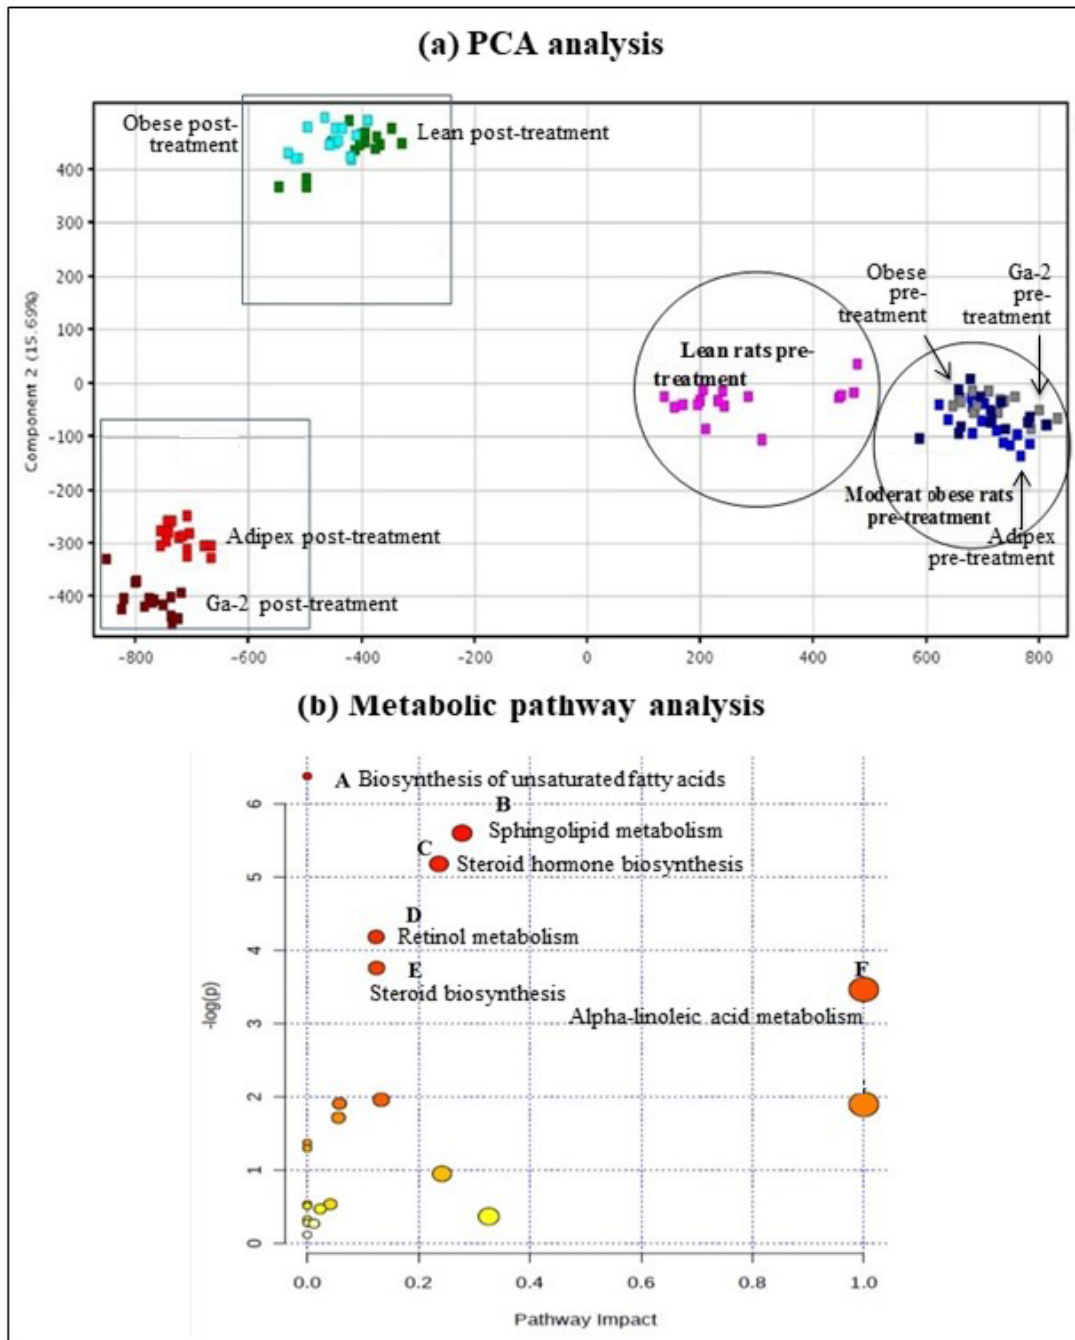 (a) PCA analysis
Obese post-
treatment
Lean post-treatment
400
300
200
100
0
-100
-200
-300
-400
Component 2 (15.69%)
Obese
pre-
treatment
Ga-2
pre-
treatment
Lean rats pre-
treatment
Moderat obese rats
pre-treatment
Adipex
pre-treatment
Adipex post-treatment
Ga-2 post-treatment
-800
-600
-400
-200
0
200
400
600
800
(b) Metabolic pathway analysis
A Biosynthesis of unsaturated fatty acids
B
Sphingolipid metabolism
C
Steroid hormone biosynthesis
D
Retinol metabolism
E
Steroid biosynthesis
F
Alpha-linoleic acid metabolism
6
5
4
3
2
1
0
-log(p)
0.0
0.2
0.4
0.6
0.8
1.0
Pathway Impact